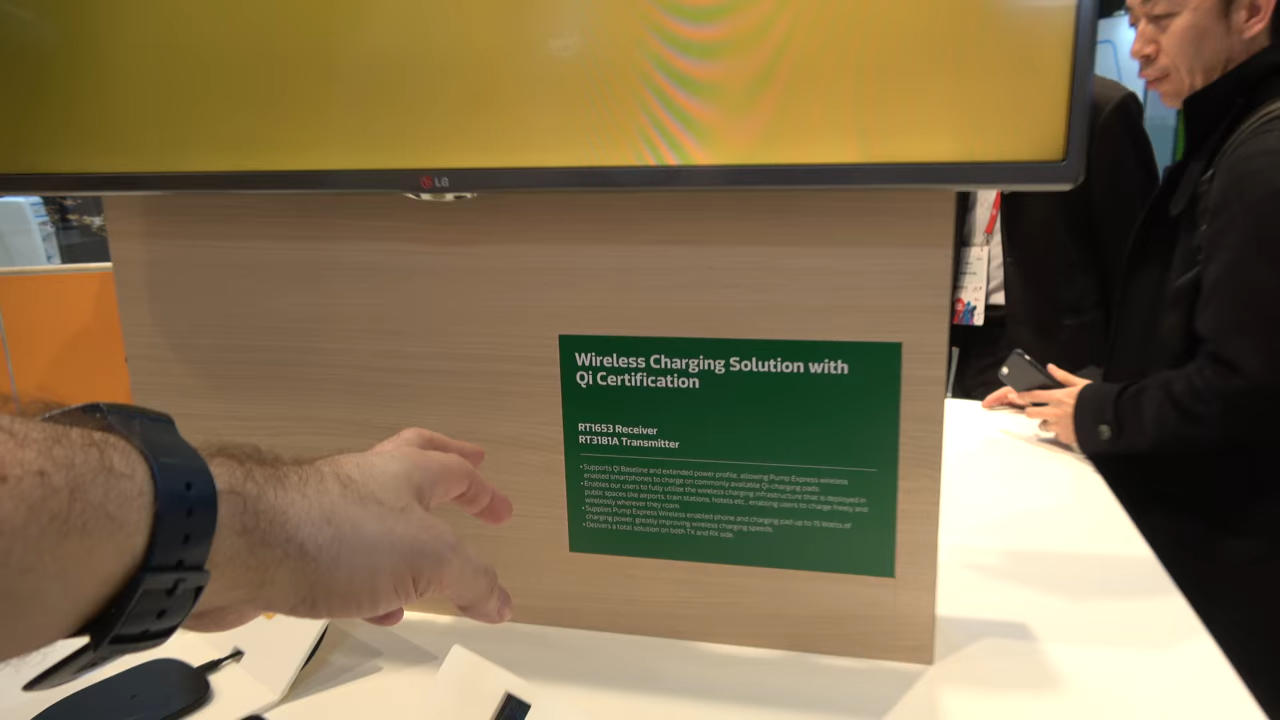 LG
Wireless Charging Solution with
Qi Certification
RT1653 Receiver
RT3181A Transmitter
•Supports Qi Baseline and extended power profile, allowing Pump Express wireless
enabled smartphones to charge on commonly available Qi-charging pads.
•Enables our users to fully utilize the wireless charging infrastructure that is deployed in
public spaces like airports, train stations, hotels etc., enabling users to charge freely and
wirelessly wherever they roam.
•Supplies Pump Express Wireless enabled phone and charging pad up to 15 Watts of
charging power, greatly improving wireless charging speeds.
•Delivers a total solution on both TX and RX side.